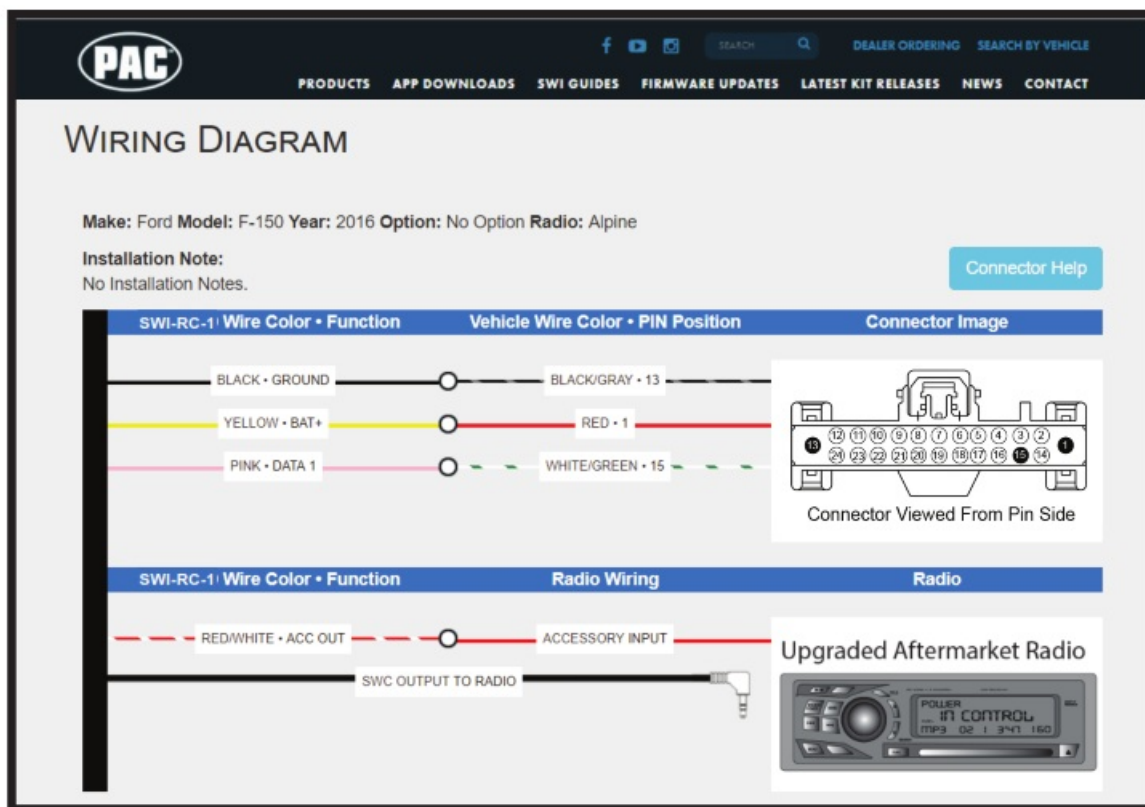 PAC
SEARCH
DEALER ORDERING SEARCH BY VEHICLE
PRODUCTS APP DOWNLOADS SWI GUIDES FIRMWARE UPDATES LATEST KIT RELEASES NEWS CONTACT
WIRING DIAGRAM
Make: Ford Model: F-150 Year: 2016 Option: No Option Radio: Alpine
Installation Note:
No Installation Notes.
Connector Help
SWI-RC-1 Wire Color • Function Vehicle Wire Color • PIN Position Connector Image
BLACK • GROUND BLACK/GRAY • 13
YELLOW • BAT+ RED • 1
PINK • DATA 1 WHITE/GREEN • 15
13 12 11 10 9 8 7 6 5 4 3 2 1
24 23 22 21 20 19 18 17 16 15 14
Connector Viewed From Pin Side
SWI-RC-1 Wire Color • Function Radio Wiring Radio
RED/WHITE • ACC OUT ACCESSORY INPUT
SWC OUTPUT TO RADIO
Upgraded Aftermarket Radio
POWER
IN CONTROL
MP3 02 1 347 160